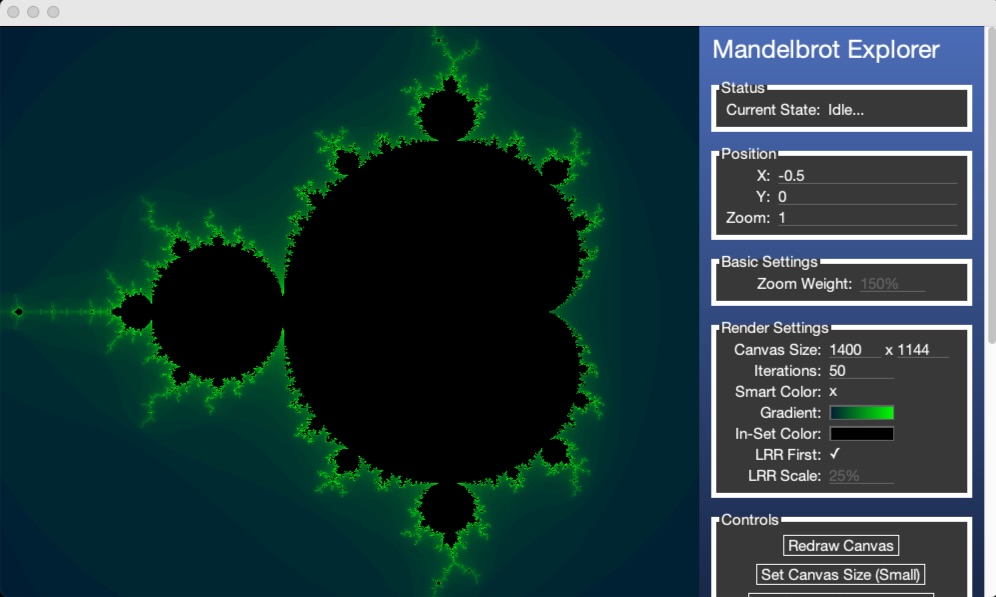 Mandelbrot Explorer
Status
Current State: Idle...
Position
X: -0.5
Y: 0
Zoom: 1
Basic Settings
Zoom Weight: 150%
Render Settings
Canvas Size: 1400 x 1144
Iterations: 50
Smart Color: x
Gradient:
In-Set Color:
LRR First: ✓
LRR Scale: 25%
Controls
Redraw Canvas
Set Canvas Size (Small)